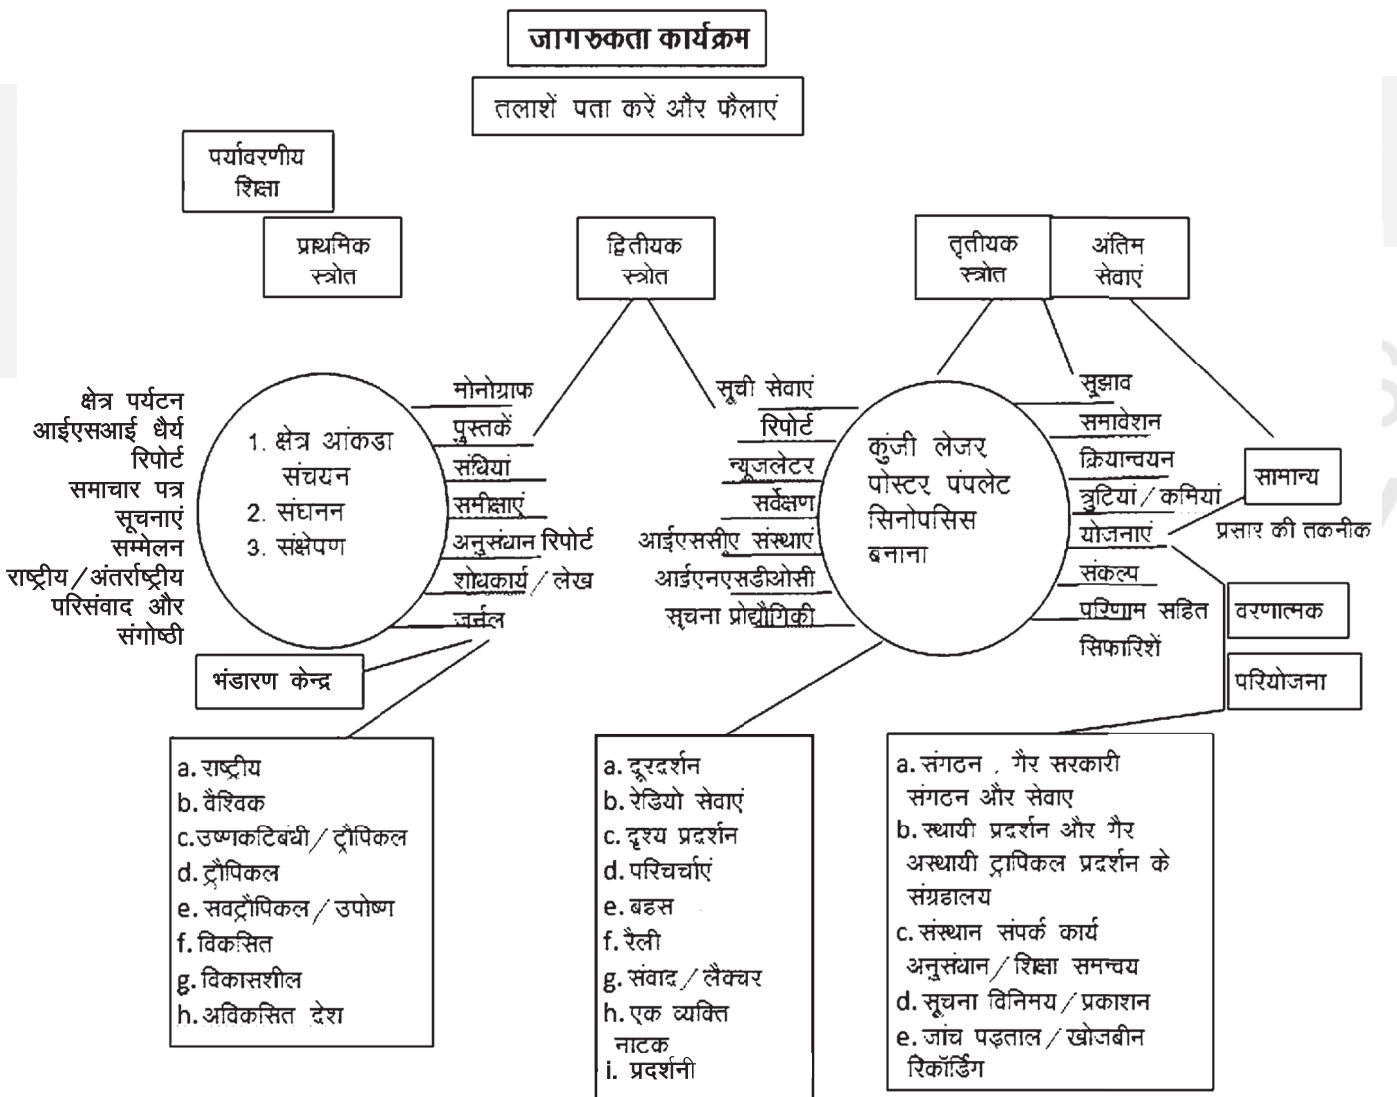 जागरुकता कार्यक्रम
तलाशें पता करें और फैलाएं
पर्यावरणीय
शिक्षा
प्राथमिक
स्त्रोत
द्वितीयक
स्त्रोत
तृतीयक
स्त्रोत
अंतिम
सेवाएं
क्षेत्र पर्यटन
आईएसआई धैर्य
रिपोर्ट
समाचार पत्र
सूचनाएं
सम्मेलन
राष्ट्रीय/अंतर्राष्ट्रीय
परिसंवाद और
संगोष्ठी
1. क्षेत्र आंकडा
संचयन
2. संघनन
3. संक्षेपण
मोनोग्राफ
पुस्तकें
संधियां
समीक्षाएं
अनुसंधान रिपोर्ट
शोधकार्य/लेख
जर्नल
भंडारण केन्द्र
सूची सेवाएं
रिपोर्ट
न्यूजलेटर
सर्वेक्षण
आईएससीए संस्थाएं
आईएनएसडीओसी
सूचना प्रोद्यौगिकी
कुंजी लेजर,
पोस्टर, पंपलेट
सिनोपसिस
बनाना
सुझाव
समावेशन
क्रियान्वयन
त्रुटियां/कमियां
योजनाएं
संकल्प
परिणाम सहित
सिफारिशें
सामान्य
प्रसार की तकनीक
वरणात्मक
परियोजना
a. राष्ट्रीय
b. वैश्विक
c. उष्णकटिबंधी/ ट्रौपिकल
d. ट्रौपिकल
e. सवट्रौपिकल/ उपोष्ण
f. विकसित
g. विकासशील
h. अविकसित देश
a. दूरदर्शन
b. रेडियो सेवाएं
c. दृश्य प्रदर्शन
d. परिचर्चाएं
e. बहस
f. रैली
g. संवाद/लैक्चर
h. एक व्यक्ति
नाटक
i. प्रदर्शनी
a. संगठन , गैर सरकारी
संगठन और सेवाए
b. स्थायी प्रदर्शन और गैर
अस्थायी ट्रापिकल प्रदर्शन के
संग्रहालय
c. संस्थान संपर्क कार्य
अनुसंधान/शिक्षा समन्वय
d. सूचना विनिमय/प्रकाशन
e. जांच पड़ताल/खोजबीन
रिकॉर्डिंग